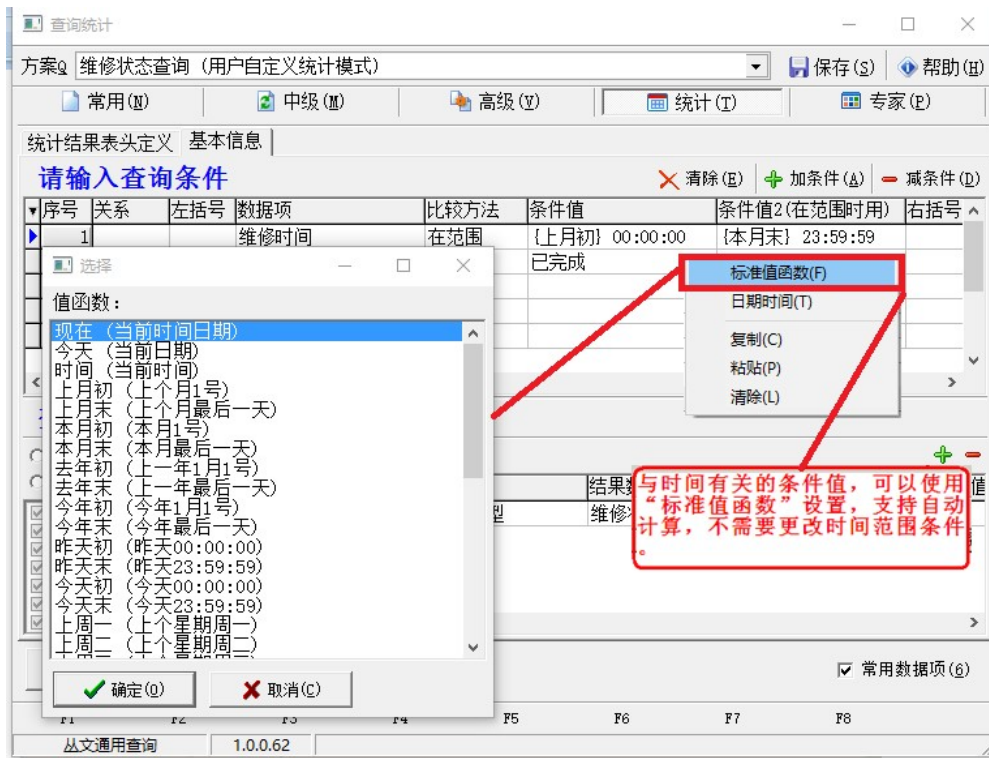 查询统计
方案Q 维修状态查询（用户自定义统计模式） 保存(S) 帮助(H)
常用(N) 中级(M) 高级(V) 统计(T) 专家(P)
统计结果表头定义 基本信息
请输入查询条件 清除(E) 加条件(A) 减条件(D)
序号 关系 左括号 数据项 比较方法 条件值 条件值2(在范围时用) 右括号
1 维修时间 在范围 {上月初} 00:00:00 {本月末} 23:59:59
已完成
选择
值函数：
现在 (当前时间日期)
今天 (当前日期)
时间 (当前时间)
上月初 (上个月1号)
上月末 (上个月最后一天)
本月初 (本月1号)
本月末 (本月最后一天)
去年初 (上一年1月1号)
去年末 (上一年最后一天)
今年初 (今年1月1号)
今年末 (今年最后一天)
昨天初 (昨天00:00:00)
昨天末 (昨天23:59:59)
今天初 (今天00:00:00)
今天末 (今天23:59:59)
上周一 (上个星期周一)
上周二 (上个星期周二)
确定(O) 取消(C)
标准值函数(F)
日期时间(T)
复制(C)
粘贴(P)
清除(L)
结果
型 维修
值
与时间有关的条件值，可以使用
“标准值函数”设置，支持自动
计算，不需要更改时间范围条件
。
常用数据项(6)
F1 F2 F3 F4 F5 F6 F7 F8
丛文通用查询 1.0.0.62